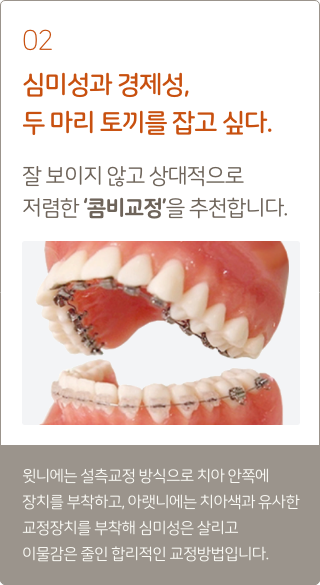 02
심미성과 경제성,
두 마리 토끼를 잡고 싶다.
잘 보이지 않고 상대적으로
저렴한 '콤비교정'을 추천합니다.
윗니에는 설측교정 방식으로 치아 안쪽에
장치를 부착하고, 아랫니에는 치아색과 유사한
교정장치를 부착해 심미성은 살리고
이물감은 줄인 합리적인 교정방법입니다.